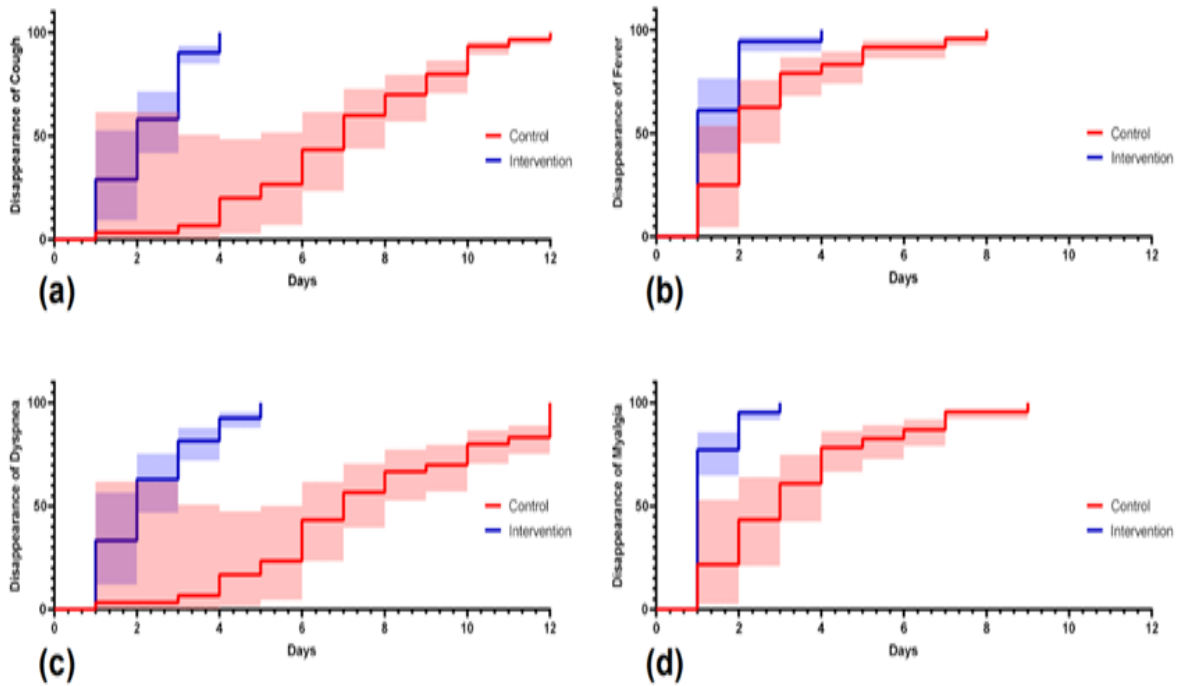 Disappearance of Cough
100
50
0
Control
Intervention
0 2 4 6 8 10 12
Days
(a)
Disappearance of Fever
100
50
0
Control
Intervention
0 2 4 6 8 10 12
Days
(b)
Disappearance of Dyspnea
100
50
0
Control
Intervention
0 2 4 6 8 10 12
Days
(c)
Disappearance of Myalgia
100
50
0
Control
Intervention
0 2 4 6 8 10 12
Days
(d)